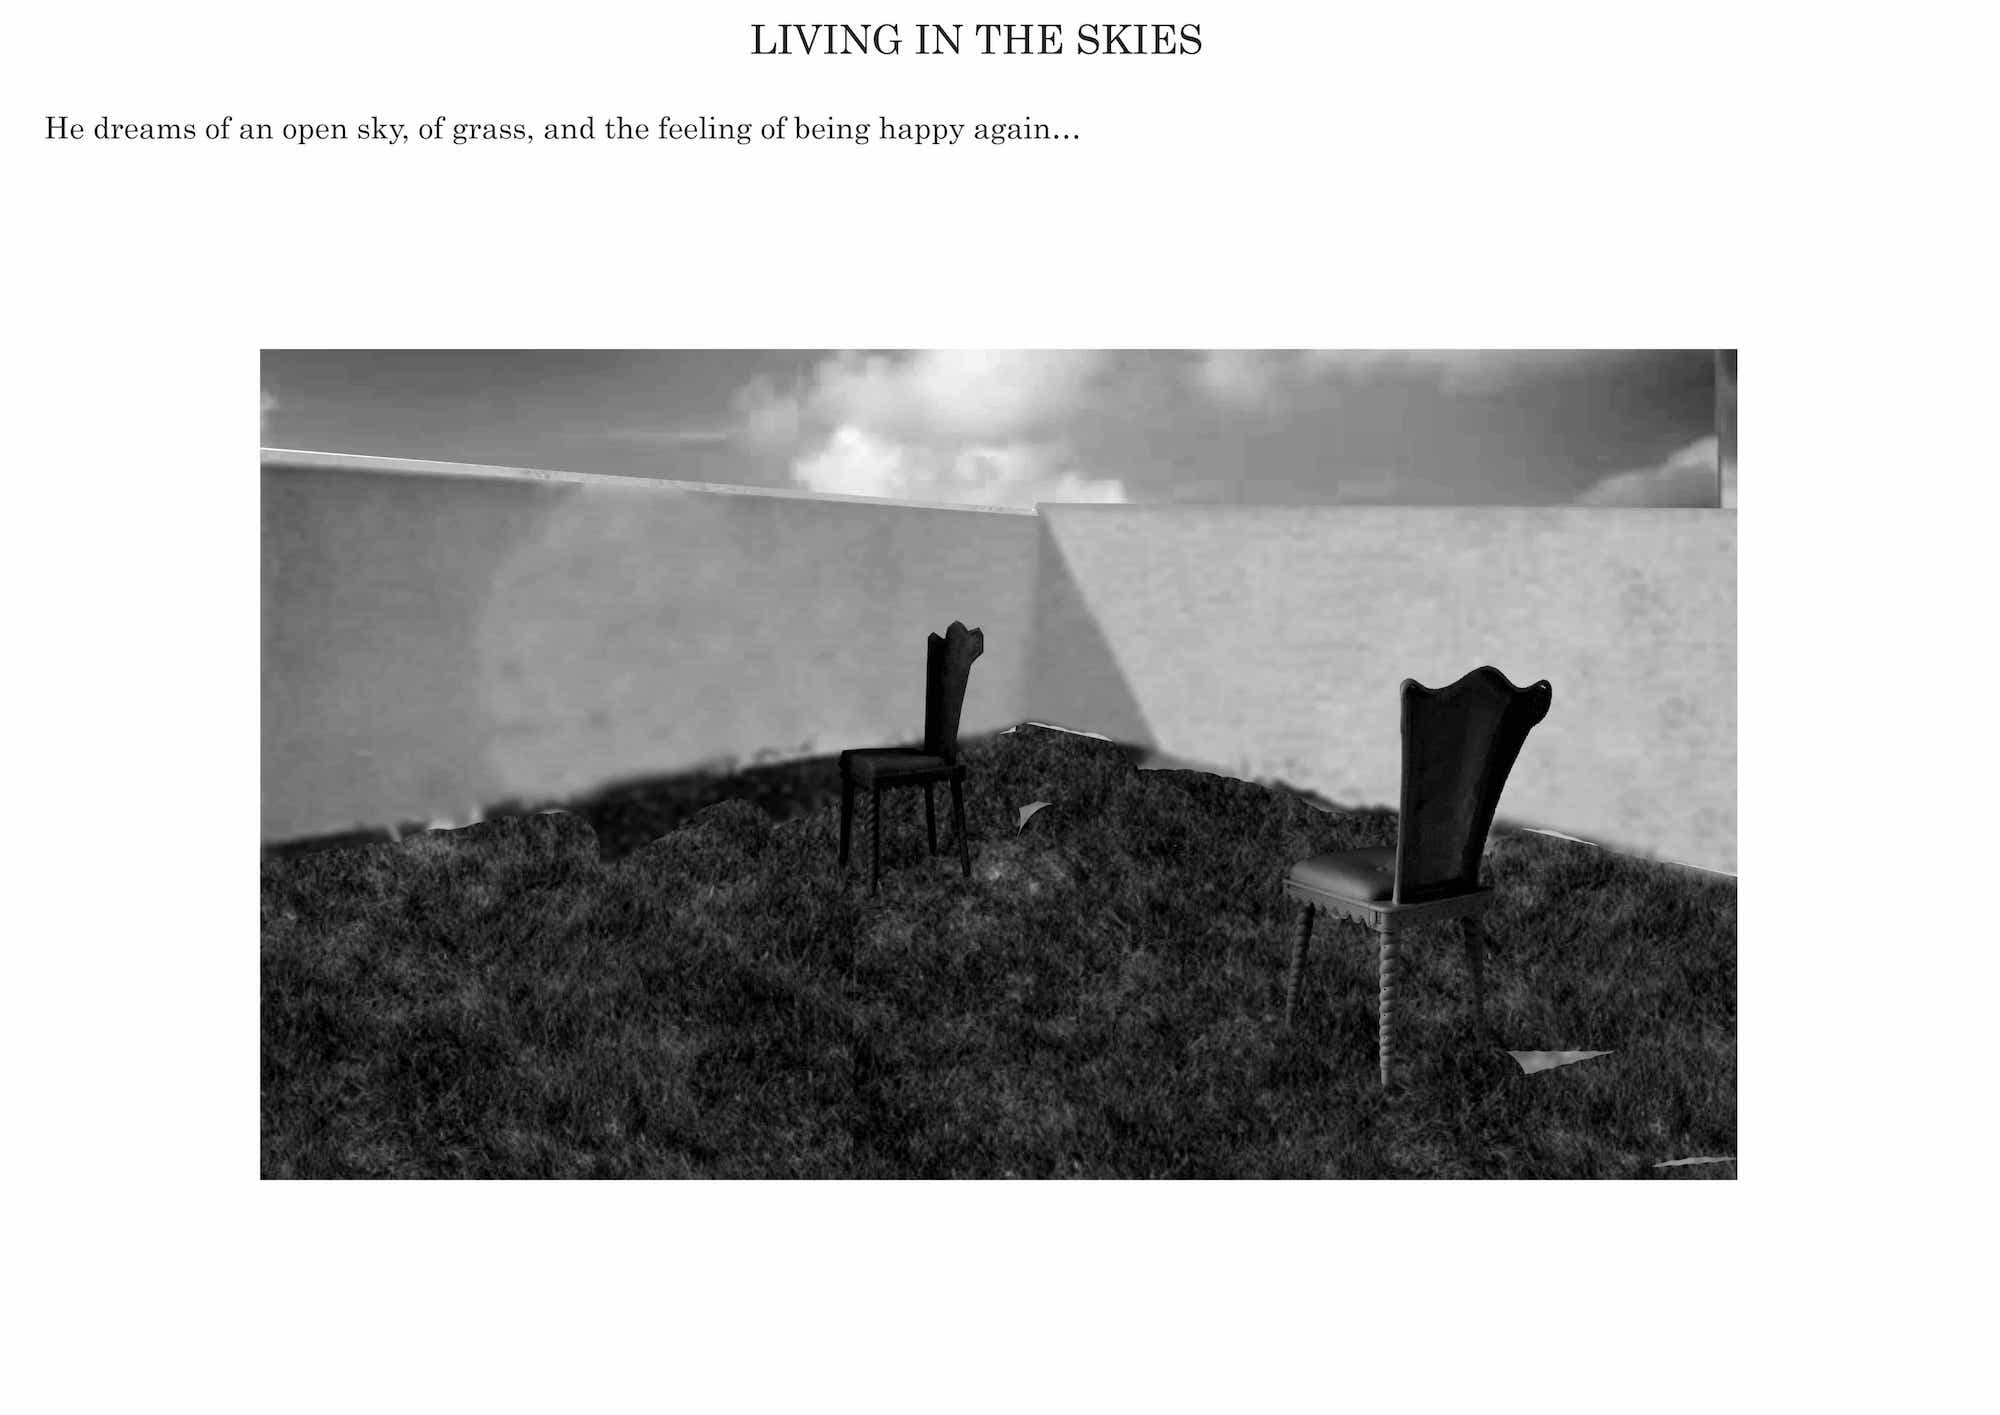 LIVING IN THE SKIES
He dreams of an open sky, of grass, and the feeling of being happy again…